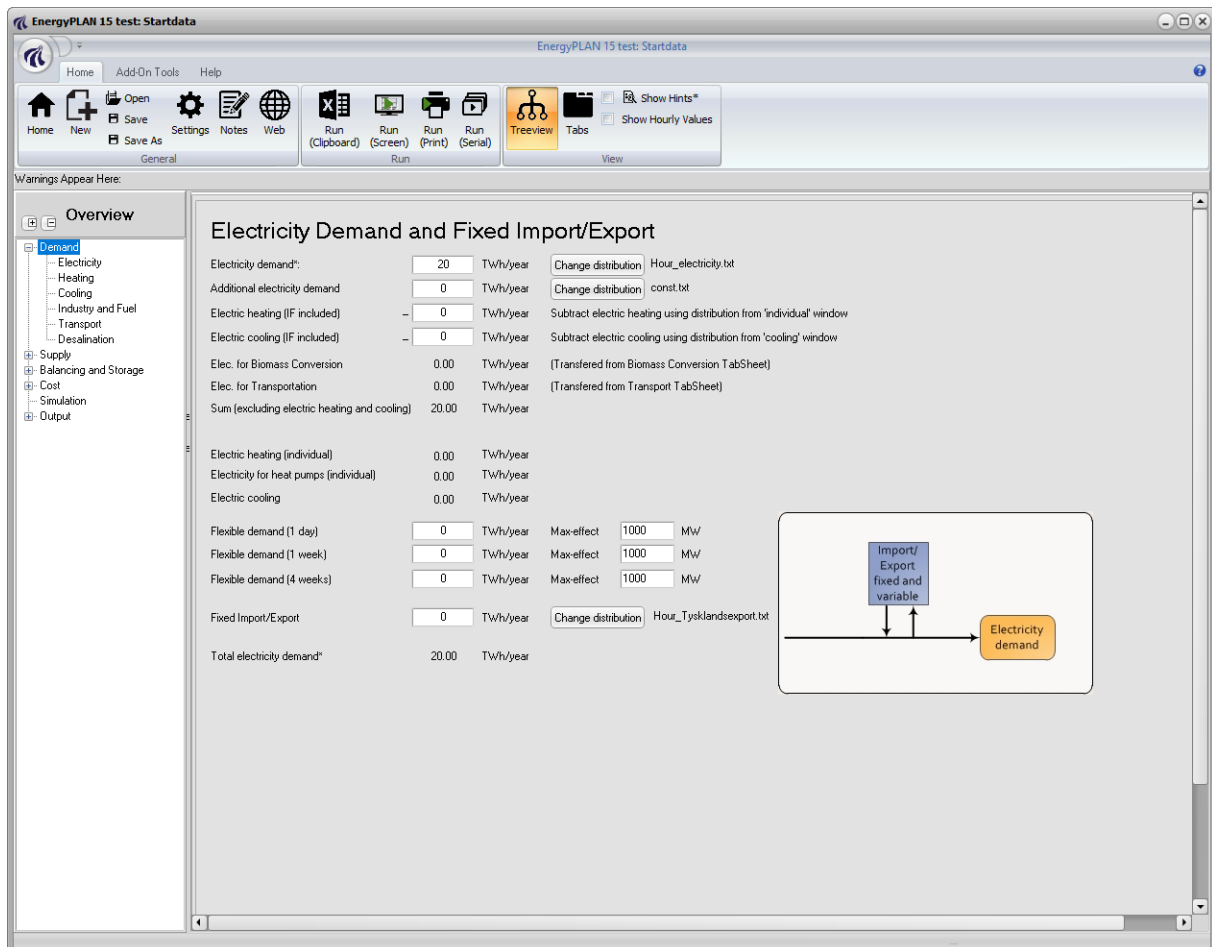 EnergyPLAN 15 test: Startdata
EnergyPLAN 15 test: Startdata
Home Add-On Tools Help
Home New Open Save Save As Settings Notes Web
General
Run (Clipboard) Run (Screen) Run (Print) Run (Serial)
Run
Treeview Tabs Show Hints* Show Hourly Values
View
Warnings Appear Here:
Overview
Demand
Electricity
Heating
Cooling
Industry and Fuel
Transport
Desalination
Supply
Balancing and Storage
Cost
Simulation
Output
Electricity Demand and Fixed Import/Export
Electricity demand*: 20 TWh/year Change distribution Hour_electricity.txt
Additional electricity demand 0 TWh/year Change distribution const.txt
Electric heating (IF included) – 0 TWh/year Subtract electric heating using distribution from 'individual' window
Electric cooling (IF included) – 0 TWh/year Subtract electric cooling using distribution from 'cooling' window
Elec. for Biomass Conversion 0.00 TWh/year (Transfered from Biomass Conversion TabSheet)
Elec. for Transportation 0.00 TWh/year (Transfered from Transport TabSheet)
Sum (excluding electric heating and cooling) 20.00 TWh/year
Electric heating (individual) 0.00 TWh/year
Electricity for heat pumps (individual) 0.00 TWh/year
Electric cooling 0.00 TWh/year
Flexible demand (1 day) 0 TWh/year Max-effect 1000 MW
Flexible demand (1 week) 0 TWh/year Max-effect 1000 MW
Flexible demand (4 weeks) 0 TWh/year Max-effect 1000 MW
Fixed Import/Export 0 TWh/year Change distribution Hour_Tysklandsexport.txt
Total electricity demand* 20.00 TWh/year
Import/
Export
fixed and
variable
Electricity
demand